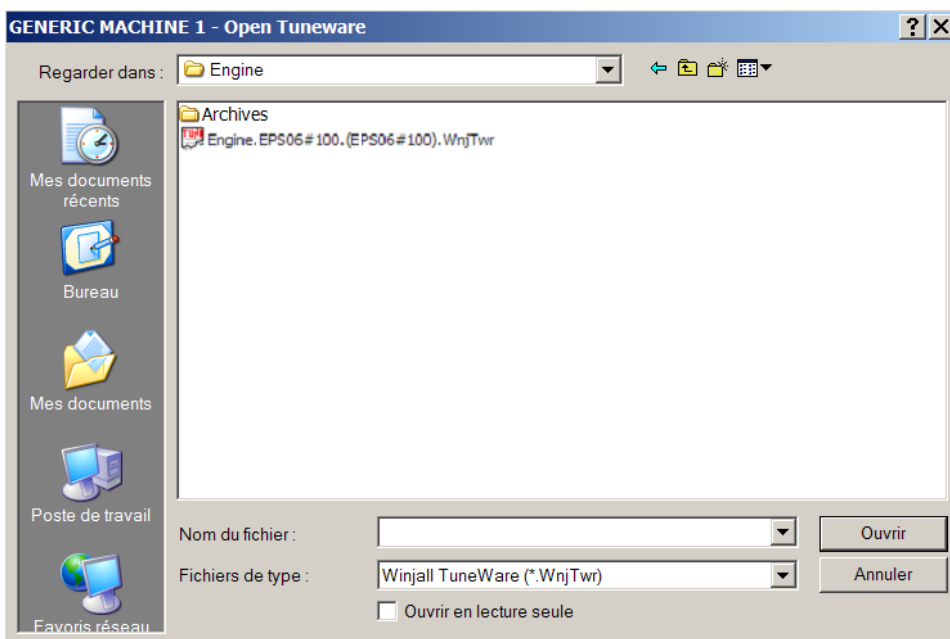 GENERIC MACHINE 1 - Open Tuneware
Regarder dans :
Engine
Archives
Engine.EPS06#100.(EPS06#100).WnjTwr
Mes documents
récents
Bureau
Mes documents
Poste de travail
Favoris réseau
Nom du fichier :
Ouvrir
Fichiers de type :
Winjall TuneWare (*.WnjTwr)
Annuler
Ouvrir en lecture seule